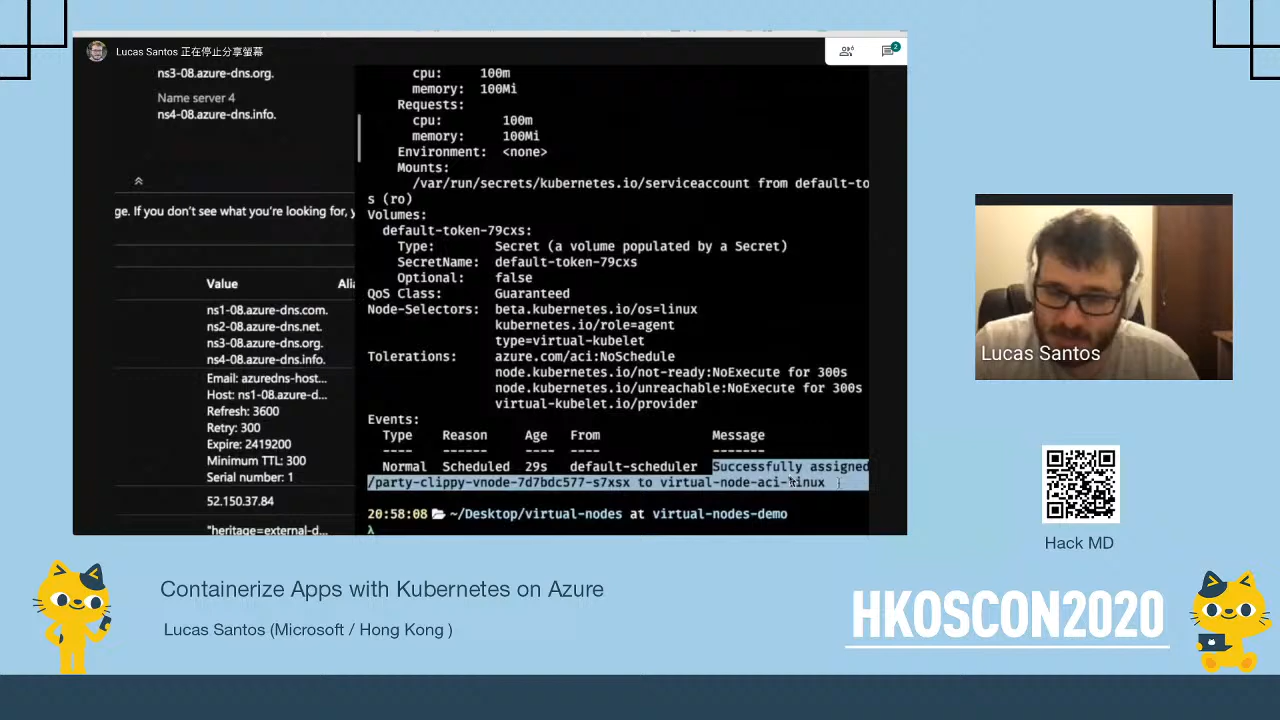 Lucas Santos 正在停止分享螢幕
2
ns3-08.azure-dns.org.
Name server 4
ns4-08.azure-dns.info.
ge. If you don't see what you're looking for, y
Value Alia
ns1-08.azure-dns.com.
ns2-08.azure-dns.net.
ns3-08.azure-dns.org.
ns4-08.azure-dns.info.
Email: azuredns-host...
Host: ns1-08.azure-d...
Refresh: 3600
Retry: 300
Expire: 2419200
Minimum TTL: 300
Serial number: 1
52.150.37.84
"heritage=external-d...
cpu: 100m
memory: 100Mi
Requests:
cpu: 100m
memory: 100Mi
Environment: <none>
Mounts:
/var/run/secrets/kubernetes.io/serviceaccount from default-to
s (ro)
Volumes:
default-token-79cxs:
Type: Secret (a volume populated by a Secret)
SecretName: default-token-79cxs
Optional: false
QoS Class: Guaranteed
Node-Selectors: beta.kubernetes.io/os=linux
kubernetes.io/role=agent
type=virtual-kubelet
Tolerations: azure.com/aci:NoSchedule
node.kubernetes.io/not-ready:NoExecute for 300s
node.kubernetes.io/unreachable:NoExecute for 300s
virtual-kubelet.io/provider
Events:
Type Reason Age From Message
---- ------ ---- ---- -------
Normal Scheduled 29s default-scheduler Successfully assigned
/party-clippy-vnode-7d7bdc577-s7xsx to virtual-node-aci-linux
20:58:08 ~/Desktop/virtual-nodes at virtual-nodes-demo
λ
Lucas Santos
Hack MD
Containerize Apps with Kubernetes on Azure
Lucas Santos (Microsoft / Hong Kong )
HKOSCON2020